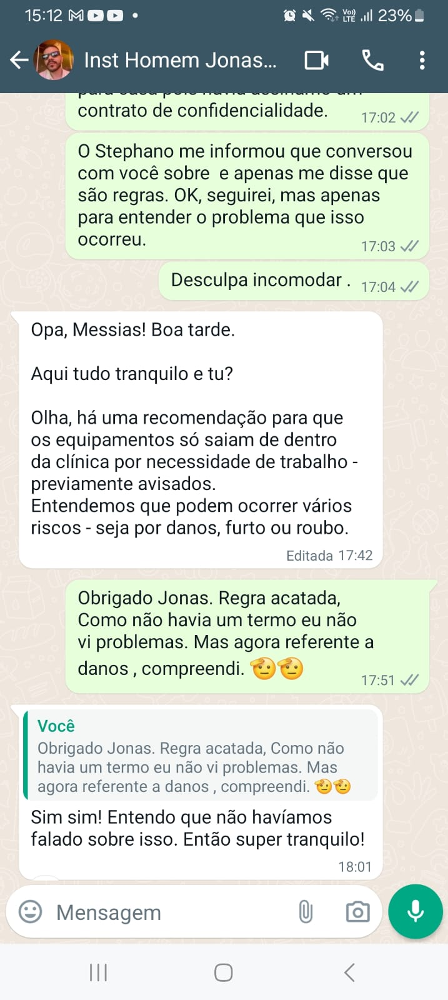 15:12
Vo))
LTE
23%
Inst Homem Jonas...
contrato de confidencialidade.
17:02
O Stephano me informou que conversou
com você sobre e apenas me disse que
são regras. OK, seguirei, mas apenas
para entender o problema que isso
ocorreu.
17:03
Desculpa incomodar .
17:04
Opa, Messias! Boa tarde.
Aqui tudo tranquilo e tu?
Olha, há uma recomendação para que
os equipamentos só saiam de dentro
da clínica por necessidade de trabalho -
previamente avisados.
Entendemos que podem ocorrer vários
riscos - seja por danos, furto ou roubo.
Editada 17:42
Obrigado Jonas. Regra acatada,
Como não havia um termo eu não
vi problemas. Mas agora referente a
danos , compreendi. 🫡🫡
17:51
Você
Obrigado Jonas. Regra acatada, Como não
havia um termo eu não vi problemas. Mas
agora referente a danos , compreendi. 🫡🫡
Sim sim! Entendo que não havíamos
falado sobre isso. Então super tranquilo!
18:01
Mensagem